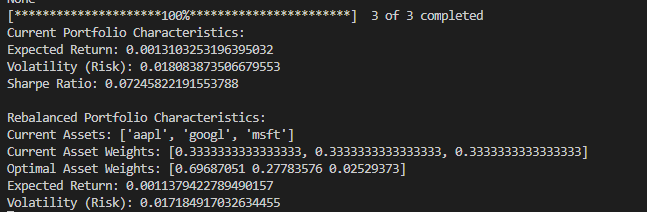 None
[*********************100%***********************]  3 of 3 completed
Current Portfolio Characteristics:
Expected Return: 0.0013103253196395032
Volatility (Risk): 0.018083873506679553
Sharpe Ratio: 0.07245822191553788
Rebalanced Portfolio Characteristics:
Current Assets: ['aapl', 'googl', 'msft']
Current Asset Weights: [0.3333333333333333, 0.3333333333333333, 0.3333333333333333]
Optimal Asset Weights: [0.69687051 0.27783576 0.02529373]
Expected Return: 0.0011379422789490157
Volatility (Risk): 0.017184917032634455